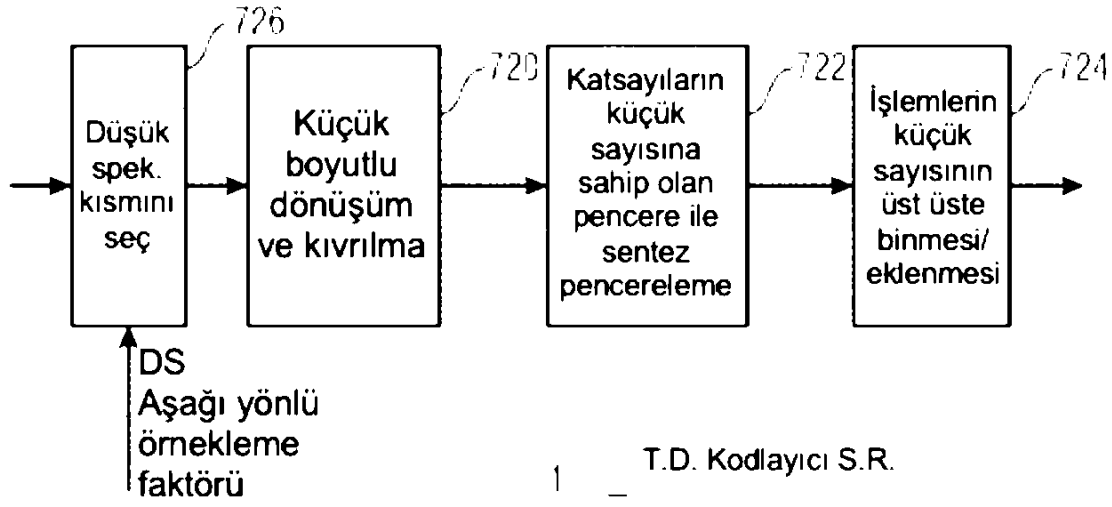 726
Düşük
spek.
kısmını
seç
720
Küçük
boyutlu
dönüşüm
ve kıvrılma
722
Katsayıların
küçük
sayısına
sahip olan
pencere ile
sentez
pencereleme
724
İşlemlerin
küçük
sayısının
üst üste
binmesi/
eklenmesi
DS
Aşağı yönlü
örnekleme
faktörü
1 _ T.D. Kodlayıcı S.R.